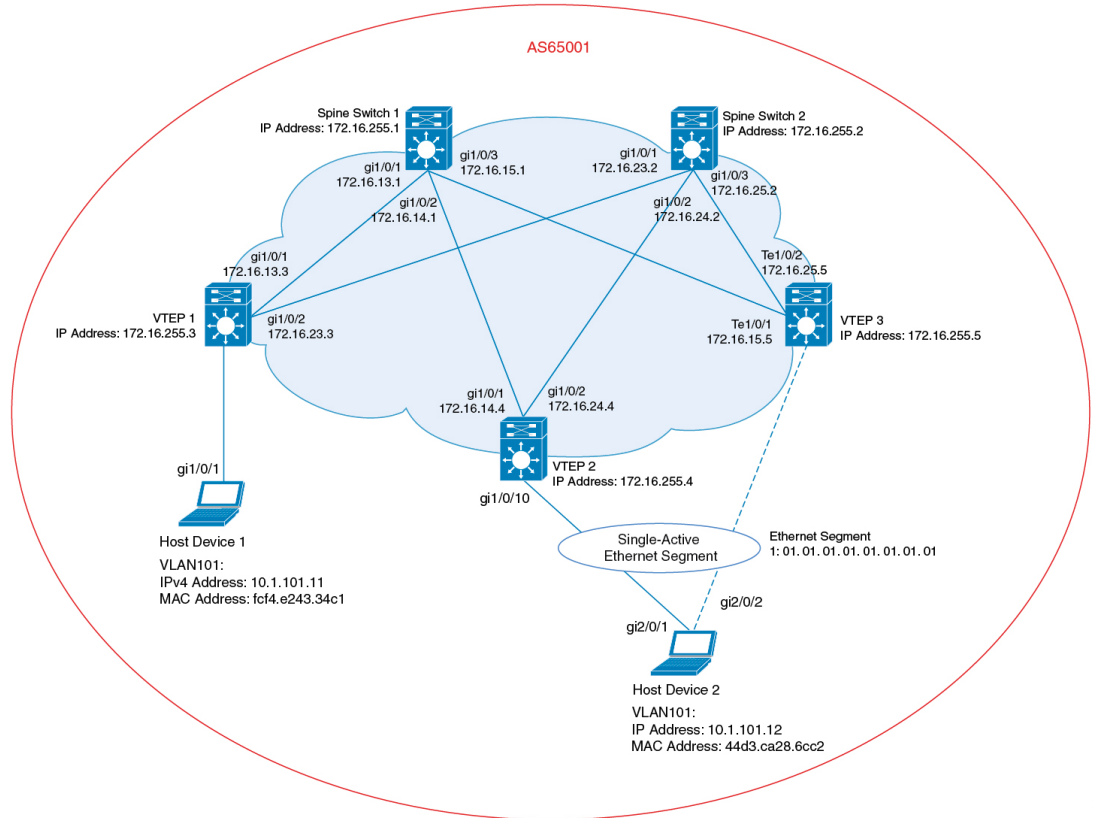 AS65001
Spine Switch 1
IP Address: 172.16.255.1
Spine Switch 2
IP Address: 172.16.255.2
gi1/0/1
172.16.13.1
gi1/0/3
172.16.15.1
gi1/0/2
172.16.14.1
gi1/0/1
172.16.23.2
gi1/0/3
172.16.25.2
gi1/0/2
172.16.24.2
gi1/0/1
172.16.13.3
Te1/0/2
172.16.25.5
VTEP 1
IP Address: 172.16.255.3
gi1/0/2
172.16.23.3
Te1/0/1
172.16.15.5
VTEP 3
IP Address: 172.16.255.5
gi1/0/1
172.16.14.4
gi1/0/2
172.16.24.4
VTEP 2
IP Address: 172.16.255.4
gi1/0/1
gi1/0/10
Host Device 1
VLAN101:
IPv4 Address: 10.1.101.11
MAC Address: fcf4.e243.34c1
Single-Active
Ethernet Segment
Ethernet Segment
1: 01. 01. 01. 01. 01. 01. 01. 01. 01
gi2/0/2
gi2/0/1
Host Device 2
VLAN101:
IP Address: 10.1.101.12
MAC Address: 44d3.ca28.6cc2